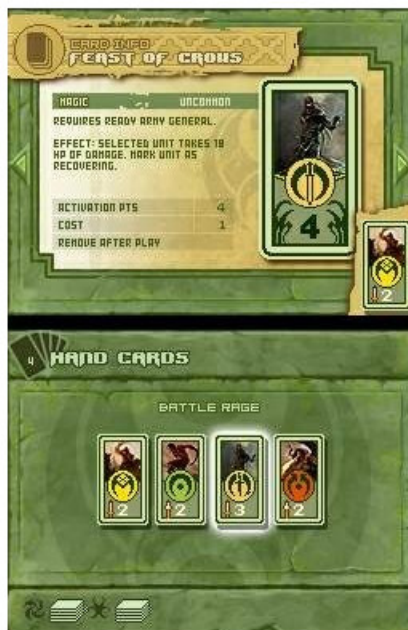 CARD INFO
FEAST OF CROWS
MAGIC UNCOMMON
REQUIRES READY ARMY GENERAL.
EFFECT: SELECTED UNIT TAKES 18
HP OF DAMAGE. MARK UNIT AS
RECOVERING.
ACTIVATION PTS 4
COST 1
REMOVE AFTER PLAY
4
2
4 HAND CARDS
BATTLE RAGE
2 2 3 2